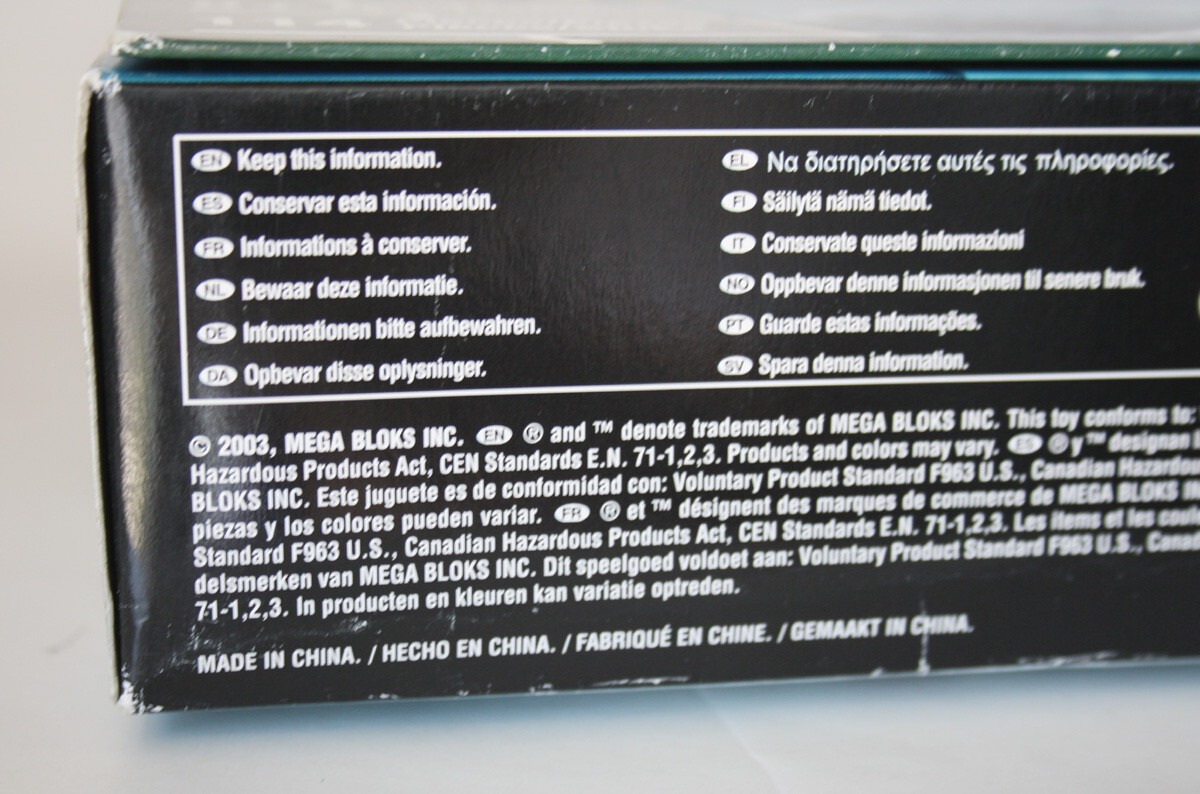 114
EN Keep this information.
ES Conservar esta información.
FR Informations à conserver.
NL Bewaar deze informatie.
DE Informationen bitte aufbewahren.
DA Opbevar disse oplysninger.
EL Να διατηρήσετε αυτές τις πληροφορίες.
FI Säilytä nämä tiedot.
IT Conservate queste informazioni
NO Oppbevar denne informasjonen til senere bruk.
PT Guarde estas informações.
SV Spara denna information.
© 2003, MEGA BLOKS INC. EN ® and ™ denote trademarks of MEGA BLOKS INC. This toy conforms to:
Hazardous Products Act, CEN Standards E.N. 71-1,2,3. Products and colors may vary. ES ® y ™ designan
BLOKS INC. Este juguete es de conformidad con: Voluntary Product Standard F963 U.S., Canadian Hazardous
piezas y los colores pueden variar. FR ® et ™ désignent des marques de commerce de MEGA BLOKS
Standard F963 U.S., Canadian Hazardous Products Act, CEN Standards E.N. 71-1,2,3. Les items et les
delsmerken van MEGA BLOKS INC. Dit speelgoed voldoet aan: Voluntary Product Standard F963 U.S.,
71-1,2,3. In producten en kleuren kan variatie optreden.
MADE IN CHINA. / HECHO EN CHINA. / FABRIQUÉ EN CHINE. / GEMAAKT IN CHINA.